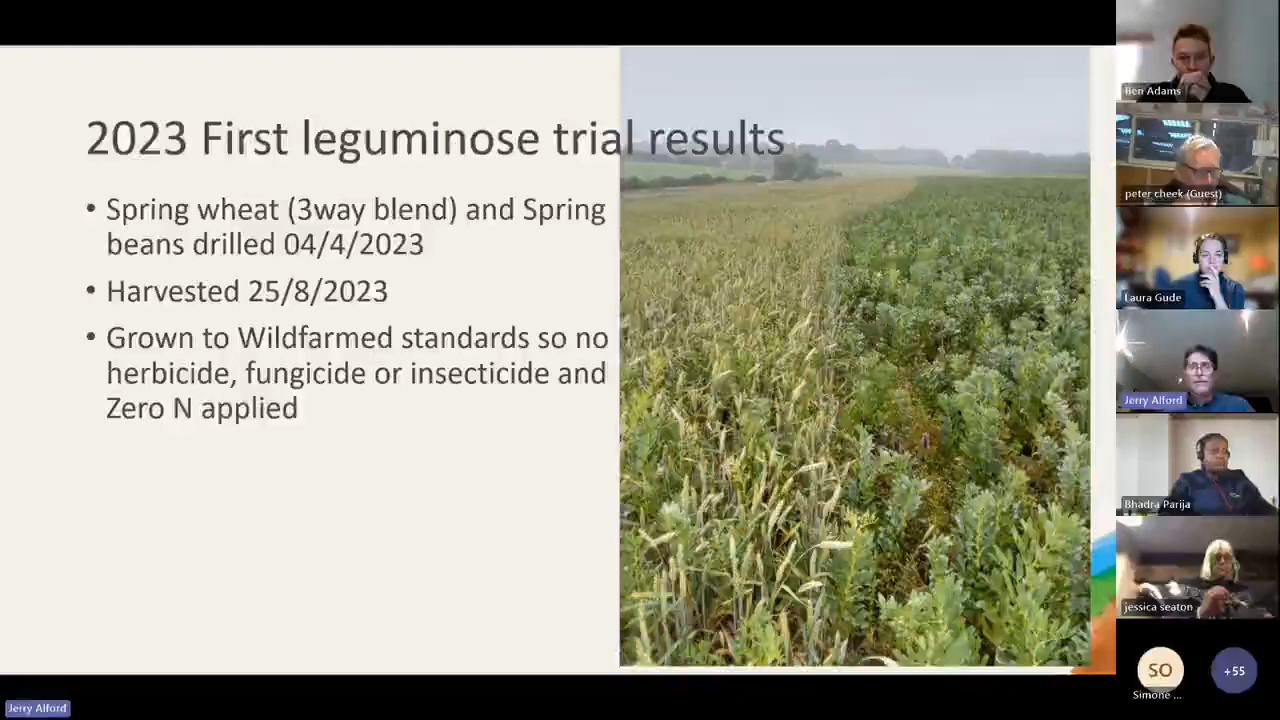 2023 First leguminose trial results
• Spring wheat (3way blend) and Spring
beans drilled 04/4/2023
• Harvested 25/8/2023
• Grown to Wildfarmed standards so no
herbicide, fungicide or insecticide and
Zero N applied
Ben Adams
peter cheek (Guest)
Laura Gude
Jerry Alford
Bhadra Parija
jessica seaton
SO
Simone ...
+55
Jerry Alford